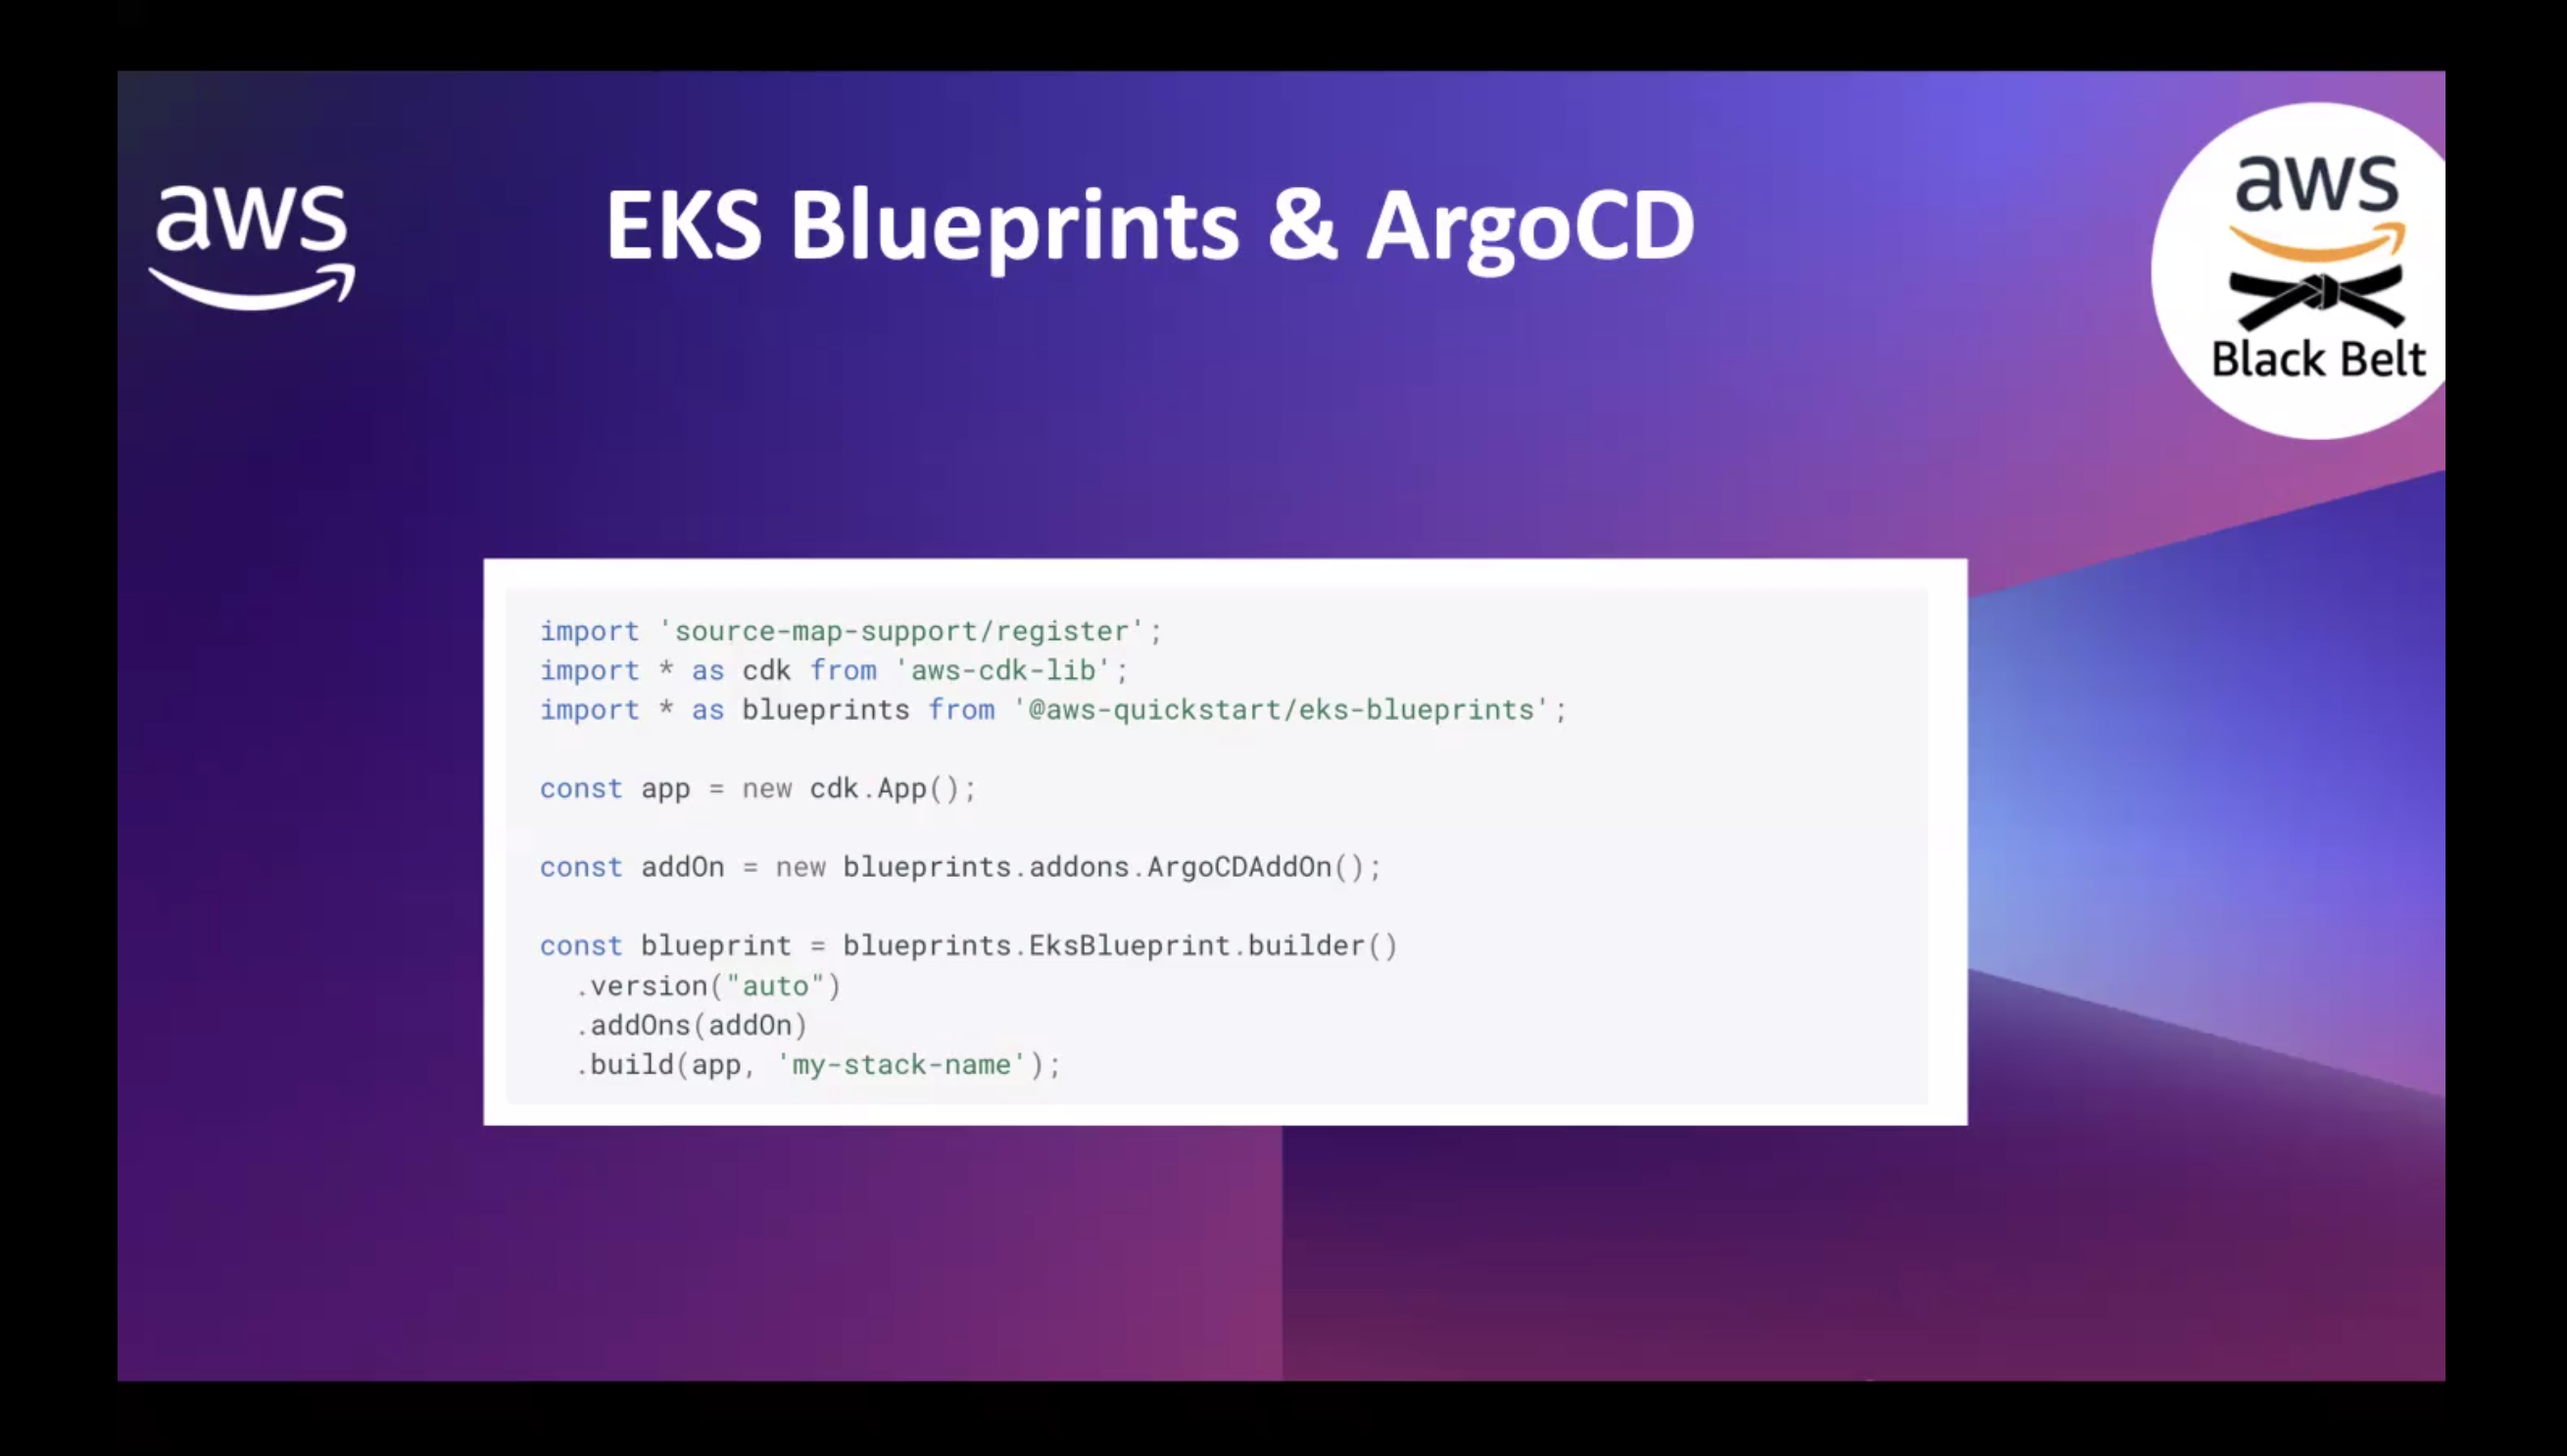 aws
EKS Blueprints & ArgoCD
aws
Black Belt
import 'source-map-support/register';
import * as cdk from 'aws-cdk-lib';
import * as blueprints from '@aws-quickstart/eks-blueprints';
const app = new cdk.App();
const addOn = new blueprints.addons.ArgoCDAddOn();
const blueprint = blueprints.EksBlueprint.builder()
.version("auto")
.addOns(addOn)
.build(app, 'my-stack-name');